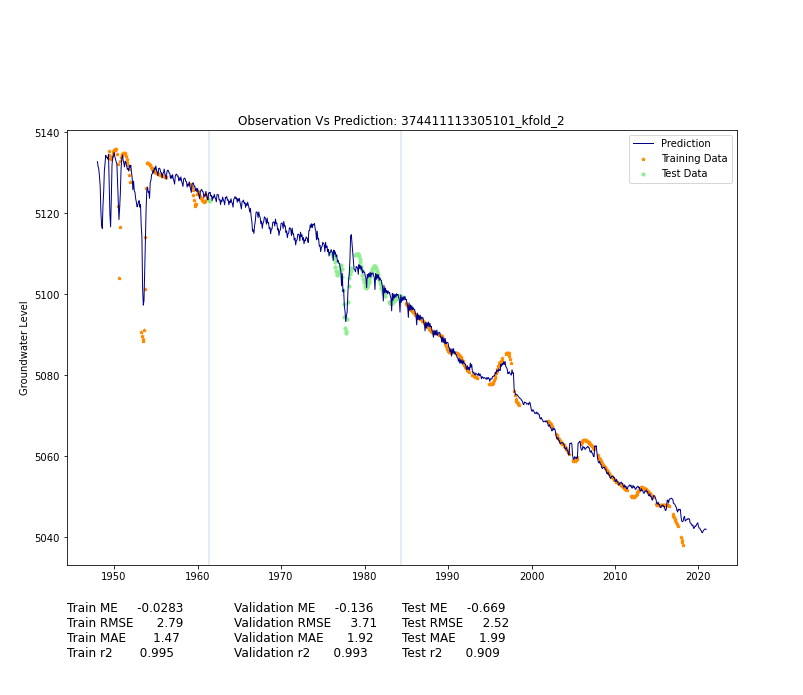 Observation Vs Prediction: 374411113305101_kfold_2
Prediction
Training Data
Test Data
5140
5120
5100
5080
5060
5040
Groundwater Level
1950 1960 1970 1980 1990 2000 2010 2020
Train ME -0.0283 Validation ME -0.136 Test ME -0.669
Train RMSE 2.79 Validation RMSE 3.71 Test RMSE 2.52
Train MAE 1.47 Validation MAE 1.92 Test MAE 1.99
Train r2 0.995 Validation r2 0.993 Test r2 0.909